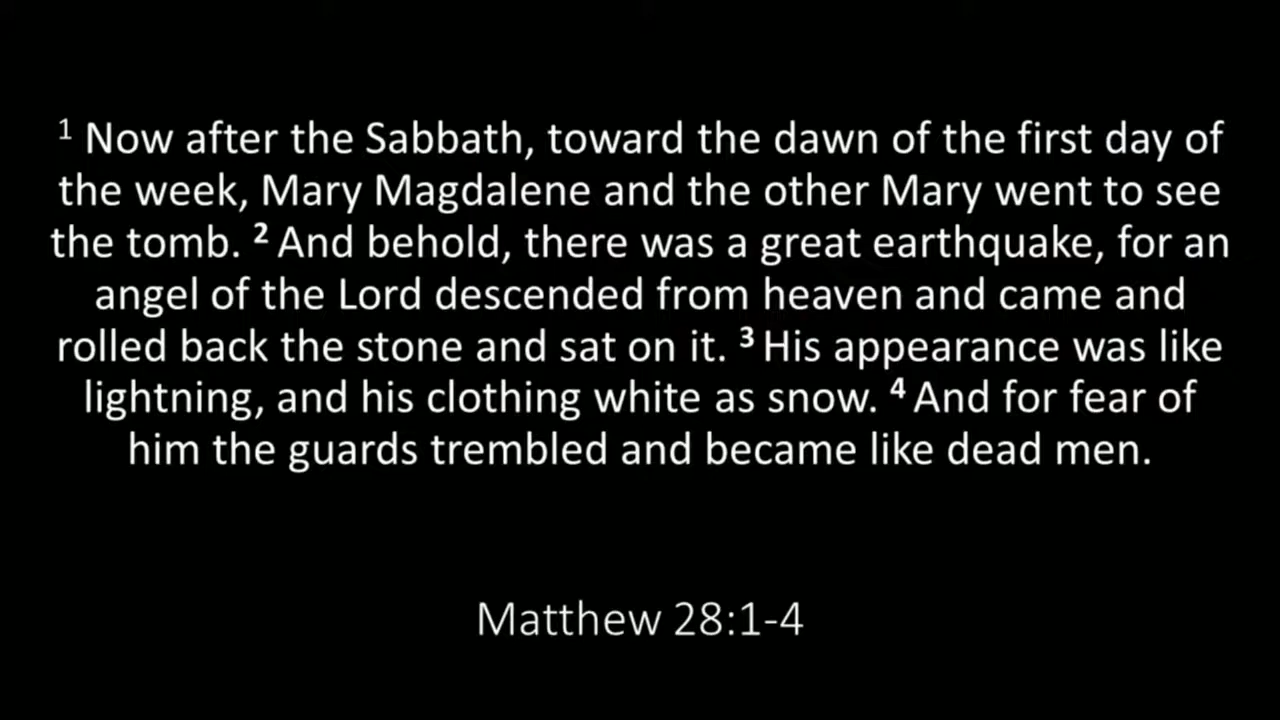 ¹ Now after the Sabbath, toward the dawn of the first day of
the week, Mary Magdalene and the other Mary went to see
the tomb. ² And behold, there was a great earthquake, for an
angel of the Lord descended from heaven and came and
rolled back the stone and sat on it. ³ His appearance was like
lightning, and his clothing white as snow. ⁴ And for fear of
him the guards trembled and became like dead men.
Matthew 28:1-4